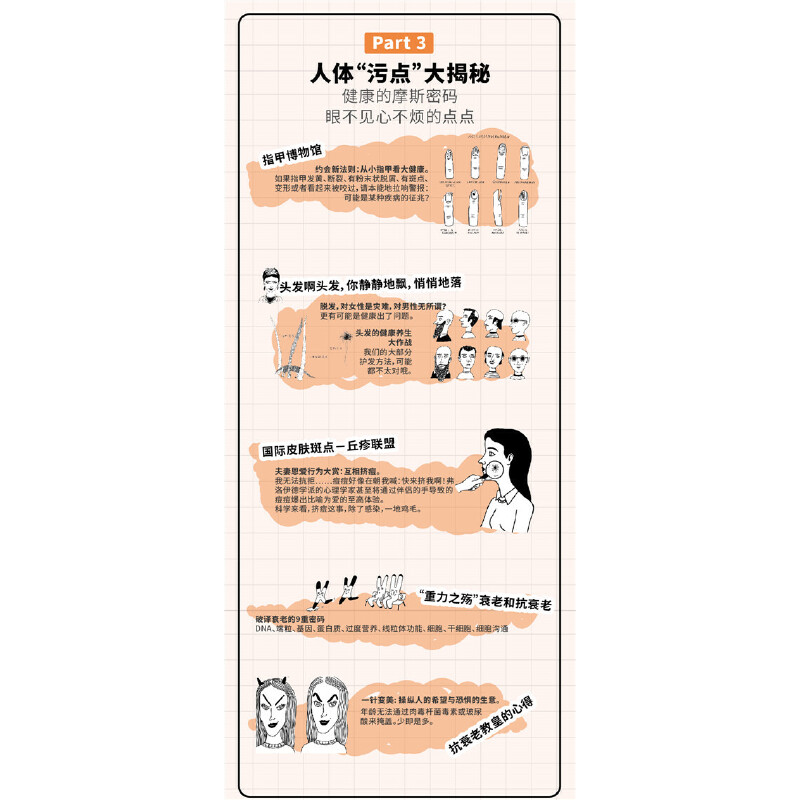 Part 3
人体“污点”大揭秘
健康的摩斯密码
眼不见心不烦的点点
指甲博物馆
约会新法则：从小指甲看大健康。
如果指甲发黄、断裂、有粉末状脱屑、有斑点、
变形或者看起来被咬过，请本能地拉响警报：
可能是某种疾病的征兆？
头发啊头发，你静静地飘，悄悄地落
脱发，对女性是灾难，对男性无所谓？
更有可能是健康出了问题。
头发的健康养生
大作战
我们的大部分
护发方法，可能
都不太对哦。
国际皮肤斑点—丘疹联盟
夫妻恩爱行为大赏：互相挤痘。
我无法抗拒……痘痘好像在朝我喊：快来挤我啊！弗
洛伊德学派的心理学家甚至将通过伴侣的手导致的
痘痘爆出比喻为爱的至高体验。
科学来看，挤痘这事，除了感染，一地鸡毛。
“重力之殇”衰老和抗衰老
破译衰老的9重密码
DNA、端粒、基因、蛋白质、过度营养、线粒体功能、细胞、干细胞、细胞沟通
一针变美：操纵人的希望与恐惧的生意。
年龄无法通过肉毒杆菌毒素或玻尿
酸来掩盖。少即是多。
抗衰老教皇的心得